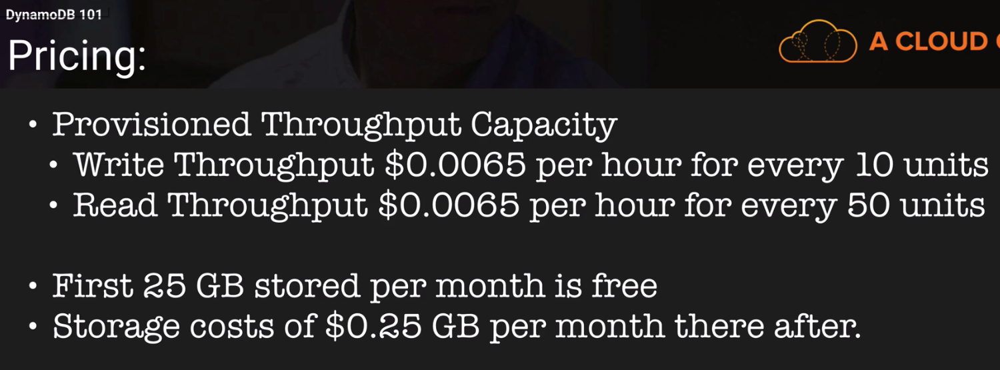 DynamoDB 101
Pricing:
A CLOUD
• Provisioned Throughput Capacity
• Write Throughput $0.0065 per hour for every 10 units
• Read Throughput $0.0065 per hour for every 50 units
• First 25 GB stored per month is free
• Storage costs of $0.25 GB per month there after.